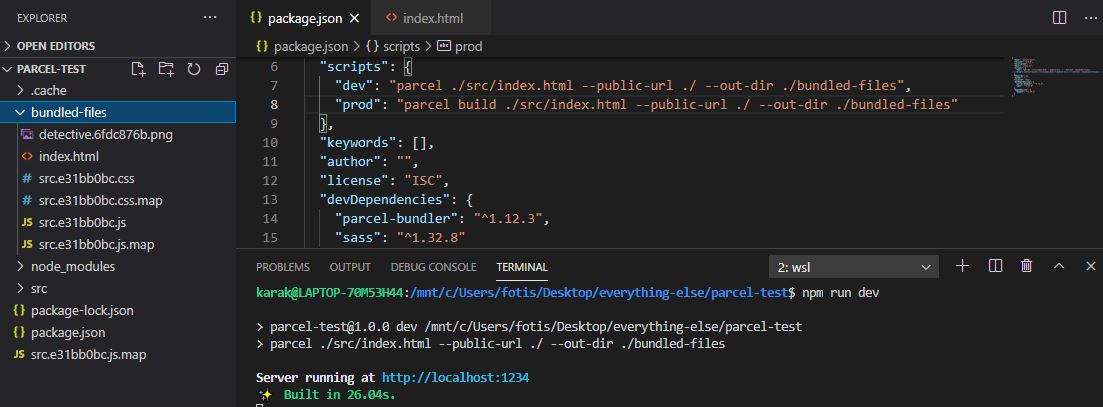 EXPLORER
OPEN EDITORS
PARCEL-TEST
.cache
bundled-files
detective.6fdc876b.png
index.html
src.e31bb0bc.css
src.e31bb0bc.css.map
JS src.e31bb0bc.js
JS src.e31bb0bc.js.map
node_modules
src
{} package-lock.json
{} package.json
JS src.e31bb0bc.js.map
{} package.json
<> index.html
{} package.json > {} scripts > abc prod
6 "scripts": {
7 "dev": "parcel ./src/index.html --public-url ./ --out-dir ./bundled-files",
8 "prod": "parcel build ./src/index.html --public-url ./ --out-dir ./bundled-files"
9 },
10 "keywords": [],
11 "author": "",
12 "license": "ISC",
13 "devDependencies": {
14 "parcel-bundler": "^1.12.3",
15 "sass": "^1.32.8"
PROBLEMS OUTPUT DEBUG CONSOLE TERMINAL 2: wsl
karak@LAPTOP-70M53H44:/mnt/c/Users/fotis/Desktop/everything-else/parcel-test$ npm run dev
> parcel-test@1.0.0 dev /mnt/c/Users/fotis/Desktop/everything-else/parcel-test
> parcel ./src/index.html --public-url ./ --out-dir ./bundled-files
Server running at http://localhost:1234
✨ Built in 26.04s.